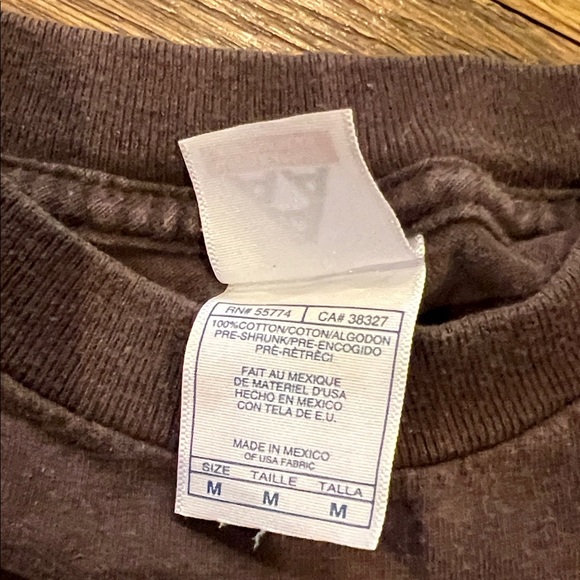 RN# 55774 CA# 38327
100%COTTON/COTON/ALGODON
PRE-SHRUNK/PRE-ENCOGIDO
PRÉ-RÉTRÉCI
FAIT AU MEXIQUE
DE MATERIEL D'USA
HECHO EN MEXICO
CON TELA DE E.U.
MADE IN MEXICO
OF USA FABRIC
SIZE TAILLE TALLA
M M M